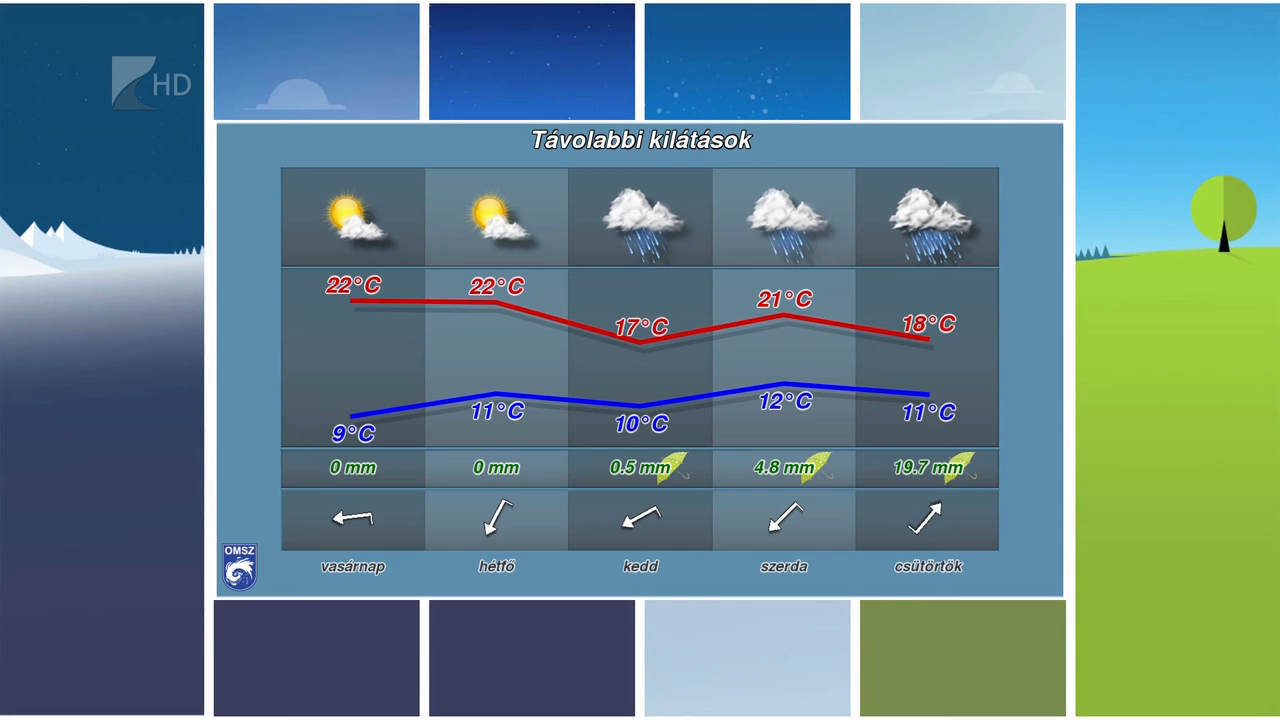 HD
Távolabbi kilátások
22°C 22°C 17°C 21°C 18°C
9°C 11°C 10°C 12°C 11°C
0 mm 0 mm 0.5 mm 4.8 mm 19.7 mm
OMSZ
vasárnap hétfő kedd szerda csütörtök